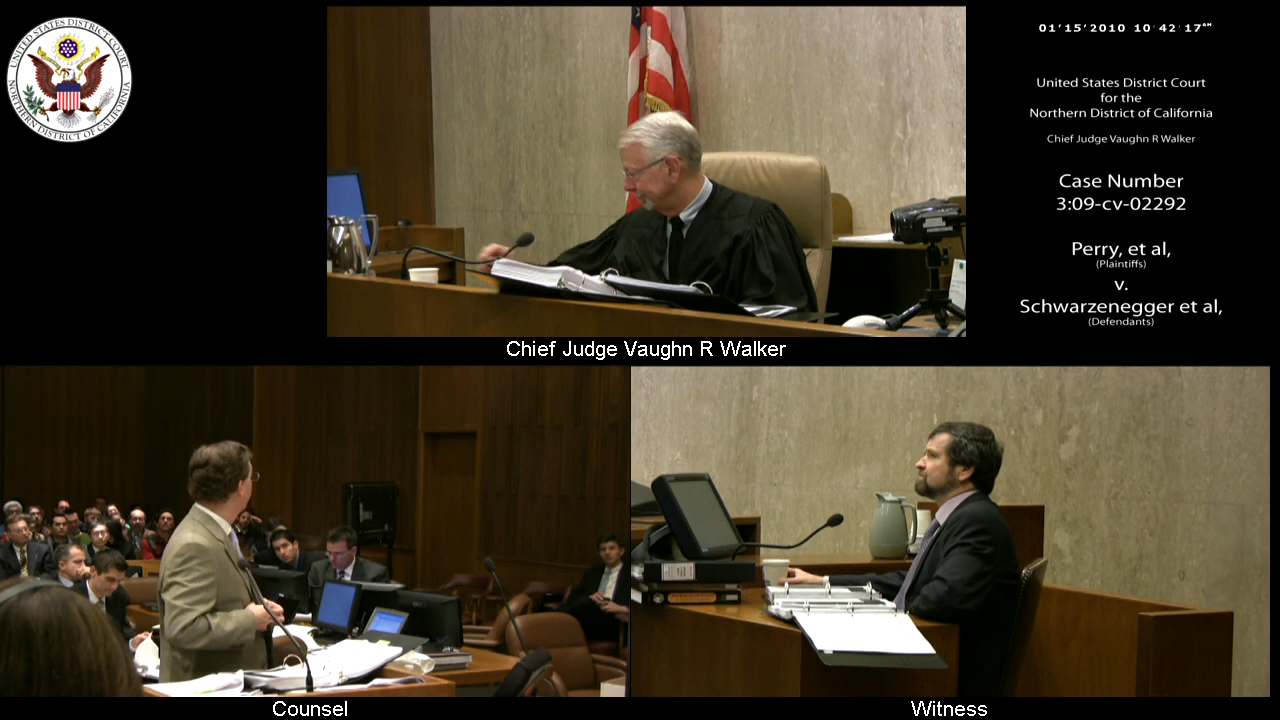 UNITED STATES DISTRICT COURT
NORTHERN DISTRICT OF CALIFORNIA
01'15'2010 10:42:17AM
United States District Court
for the
Northern District of California
Chief Judge Vaughn R Walker
Case Number
3:09-cv-02292
Perry, et al,
(Plaintiffs)
v.
Schwarzenegger et al,
(Defendants)
Chief Judge Vaughn R Walker
Counsel
Witness